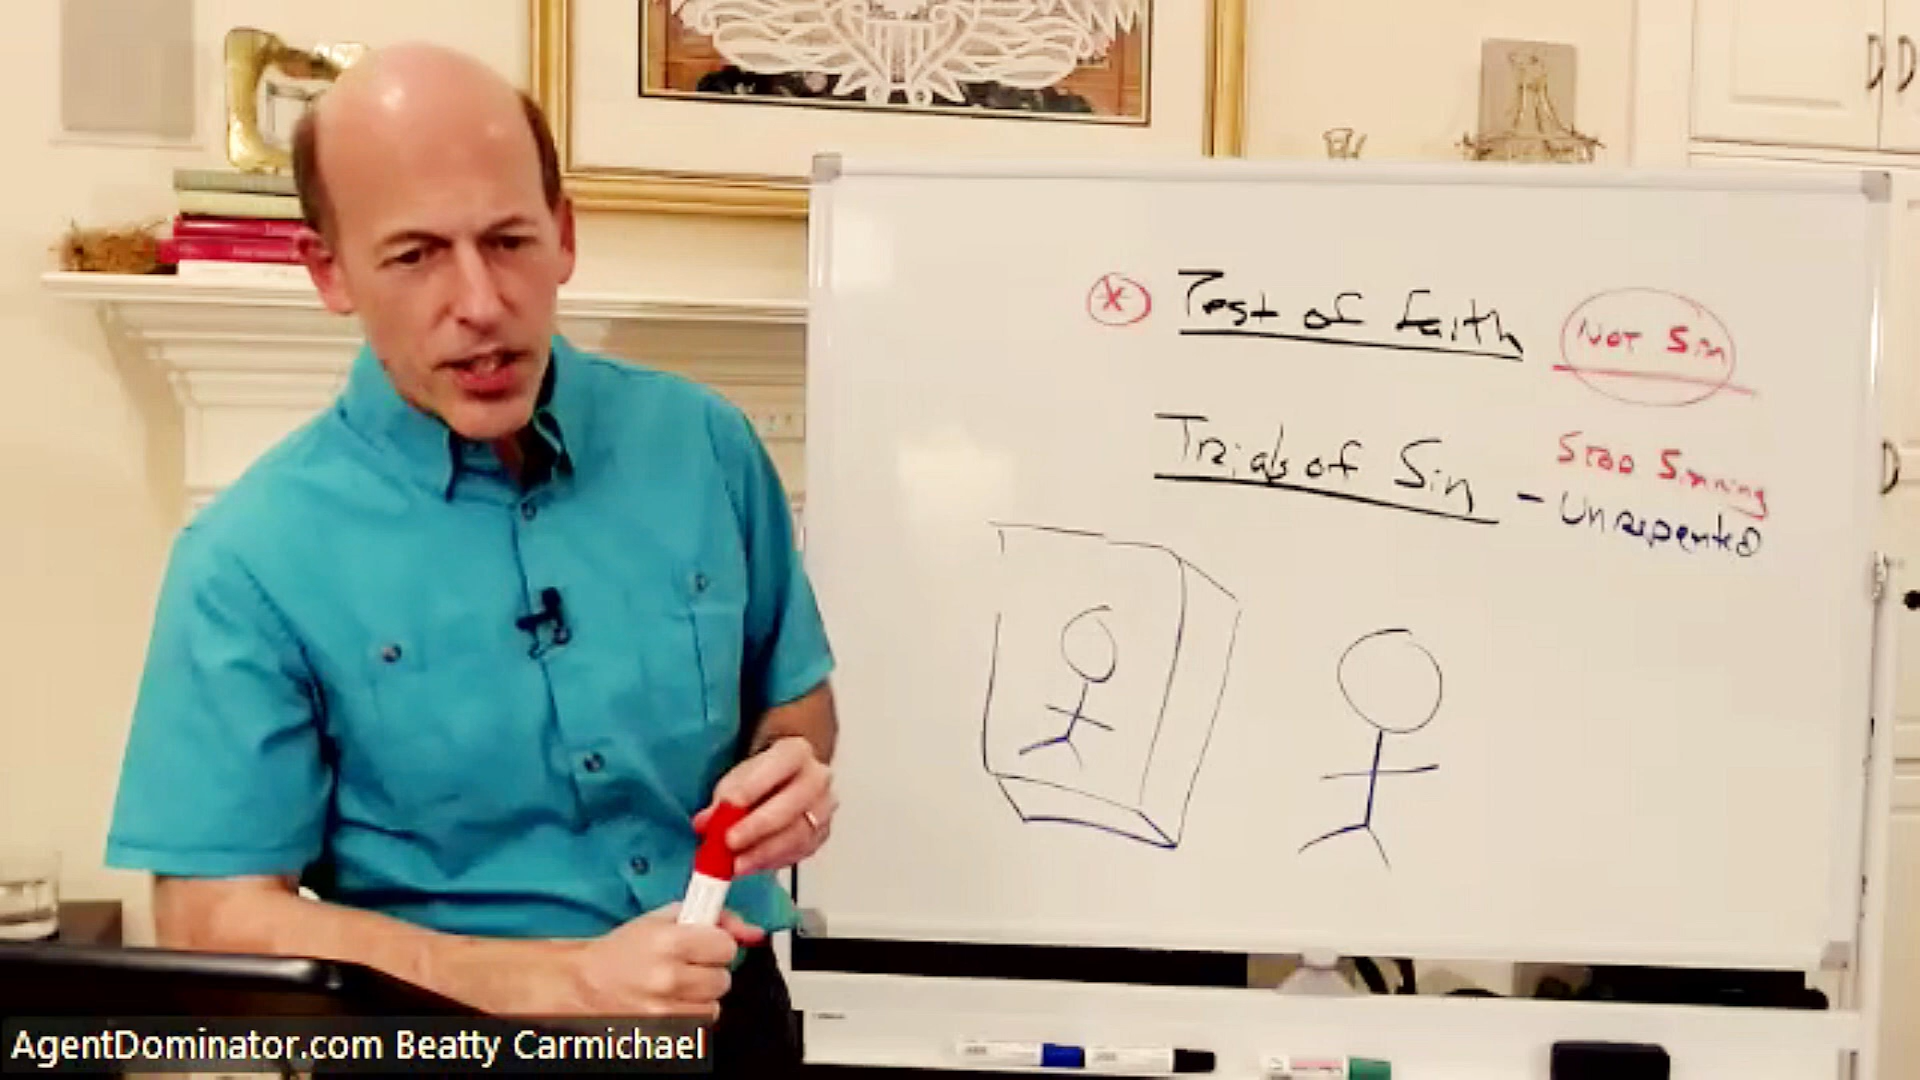 Test of faith
Not Sin
Trials of Sin - Stop Sinning
Unrepented
AgentDominator.com Beatty Carmichael